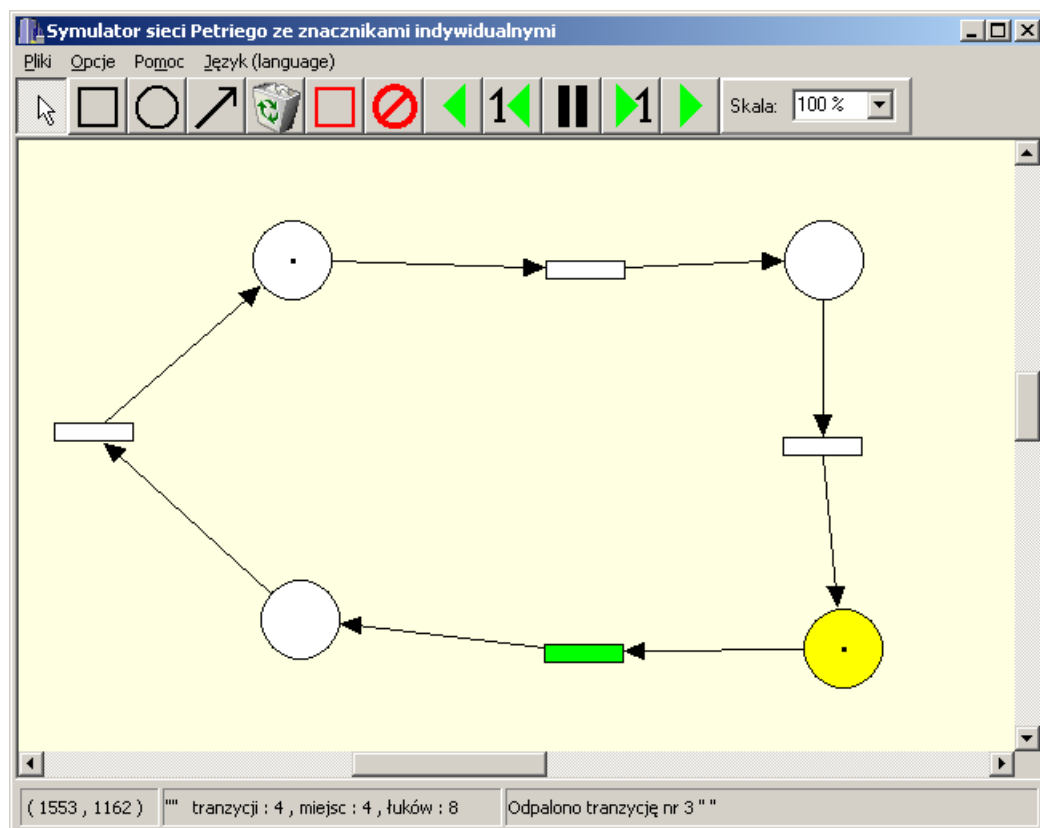 Symulator sieci Petriego ze znacznikami indywidualnymi
Pliki Opcje Pomoc Język (language)
1 1 Skala: 100 %
( 1553 , 1162 ) "" tranzycji : 4 , miejsc : 4 , łuków : 8 Odpalono tranzycję nr 3 " "